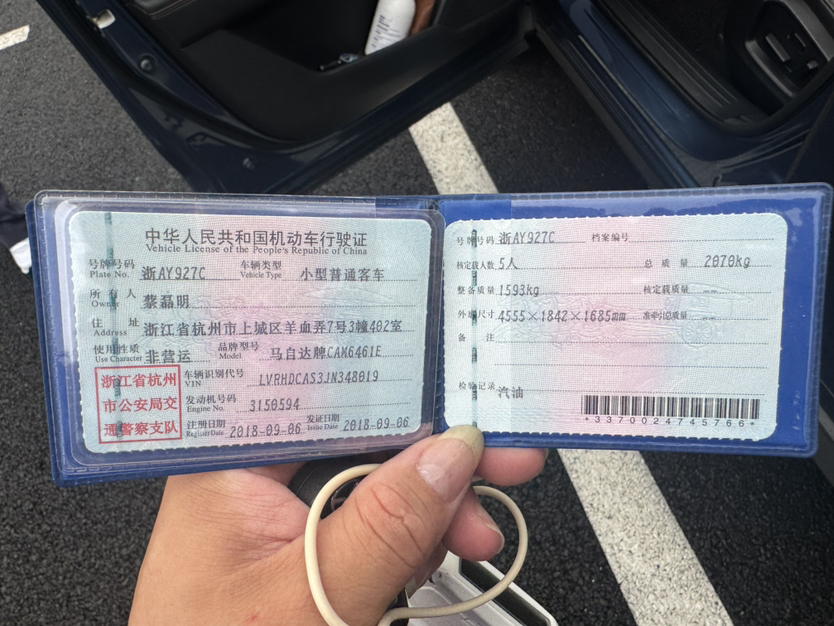 中华人民共和国机动车行驶证
Vehicle License of the People's Republic of China
号牌号码 浙AY927C 车辆类型 小型普通客车
Plate No. Vehicle Type
所有人 蔡磊明
Owner
住址 浙江省杭州市上城区羊血弄7号3幢402室
Address
使用性质 非营运 品牌型号 马自达牌CAM6461E
Use Character Model
浙江省杭州
市公安局交
通警察支队
车辆识别代号 LVRHDCAS3JN348019
VIN
发动机号码 3150594
Engine No.
注册日期 2018-09-06 发证日期 2018-09-06
Register Date Issue Date
号牌号码 浙AY927C 档案编号
核定载人数 5人 总质量 2070kg
整备质量 1593kg 核定载质量 --
外廓尺寸 4555×1842×1685mm 准牵引总质量 --
备注
检验记录 汽油
*3370024745766*